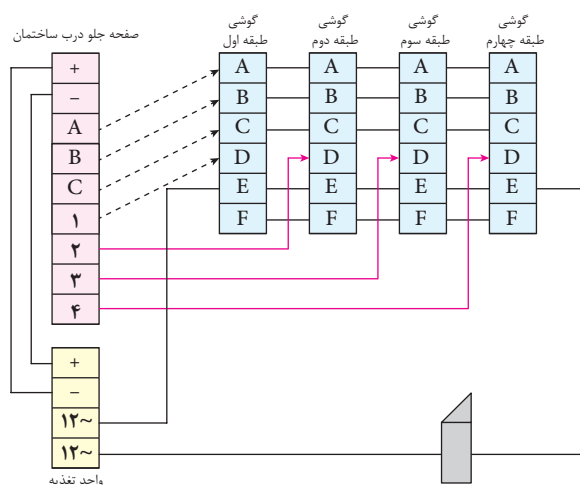 صفحه جلو درب ساختمان
+
–
A
B
C
۱
۲
۳
۴
گوشی
طبقه اول
A
B
C
D
E
F
گوشی
طبقه دوم
A
B
C
D
E
F
گوشی
طبقه سوم
A
B
C
D
E
F
گوشی
طبقه چهارم
A
B
C
D
E
F
+
–
۱۲~
۱۲~
واحد تغذیه